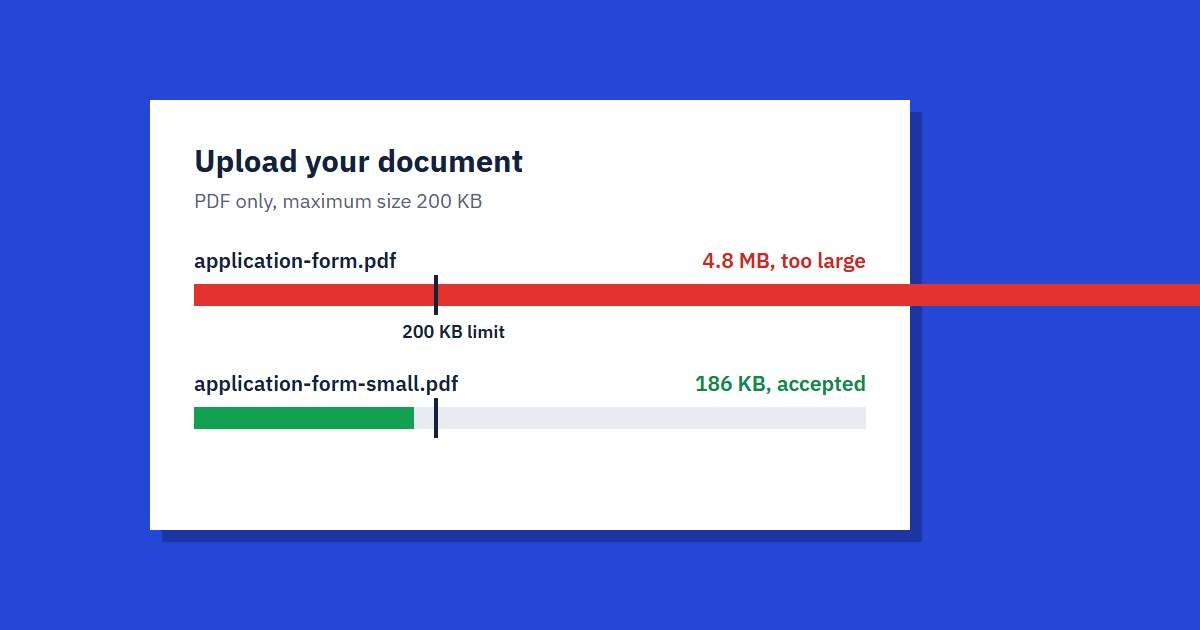 Upload your document
PDF only, maximum size 200 KB
application-form.pdf
4.8 MB, too large
200 KB limit
application-form-small.pdf
186 KB, accepted